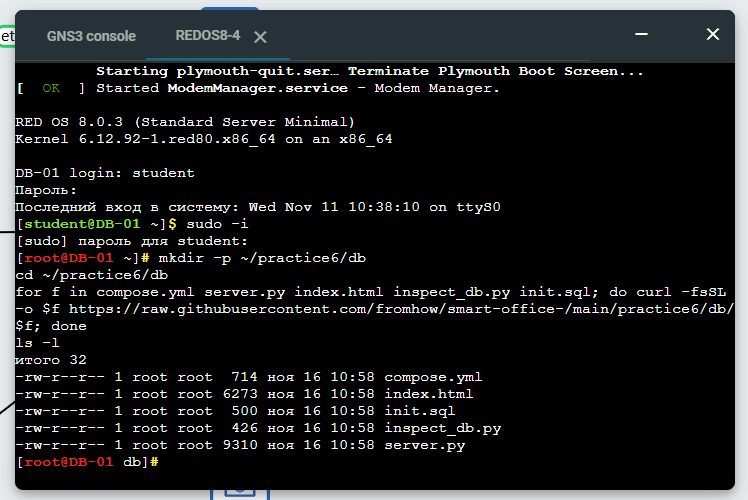 et
GNS3 console
REDOS8-4
Starting plymouth-quit.ser… Terminate Plymouth Boot Screen...
[  OK  ] Started ModemManager.service - Modem Manager.
RED OS 8.0.3 (Standard Server Minimal)
Kernel 6.12.92-1.red80.x86_64 on an x86_64
DB-01 login: student
Пароль:
Последний вход в систему: Wed Nov 11 10:38:10 on ttyS0
[student@DB-01 ~]$ sudo -i
[sudo] пароль для student:
[root@DB-01 ~]# mkdir -p ~/practice6/db
cd ~/practice6/db
for f in compose.yml server.py index.html inspect_db.py init.sql; do curl -fsSL
-o $f https://raw.githubusercontent.com/fromhow/smart-office-/main/practice6/db/
$f; done
ls -l
итого 32
-rw-r--r-- 1 root root  714 ноя 16 10:58 compose.yml
-rw-r--r-- 1 root root 6273 ноя 16 10:58 index.html
-rw-r--r-- 1 root root  500 ноя 16 10:58 init.sql
-rw-r--r-- 1 root root  426 ноя 16 10:58 inspect_db.py
-rw-r--r-- 1 root root 9310 ноя 16 10:58 server.py
[root@DB-01 db]#